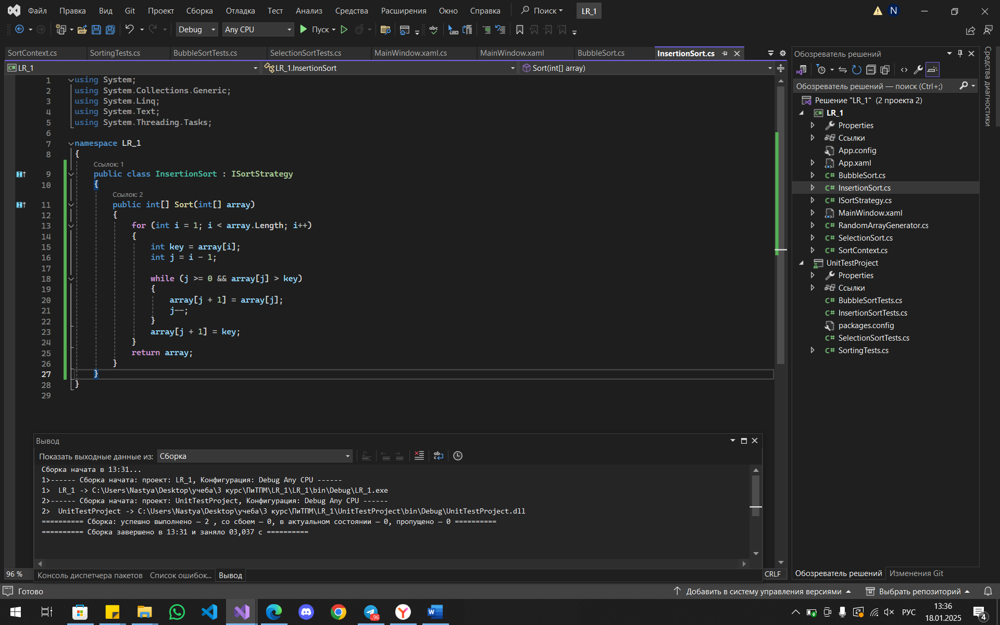 Файл Правка Вид Git Проект Сборка Отладка Тест Анализ Средства Расширения Окно Справка Поиск LR_1 N
Debug Any CPU Пуск
SortContext.cs SortingTests.cs BubbleSortTests.cs SelectionSortTests.cs MainWindow.xaml.cs MainWindow.xaml BubbleSort.cs InsertionSort.cs
LR_1 LR_1.InsertionSort Sort(int[] array)
1 using System;
2 using System.Collections.Generic;
3 using System.Linq;
4 using System.Text;
5 using System.Threading.Tasks;
6
7 namespace LR_1
8 {
Ссылок: 1
9 public class InsertionSort : ISortStrategy
10 {
Ссылок: 2
11 public int[] Sort(int[] array)
12 {
13 for (int i = 1; i < array.Length; i++)
14 {
15 int key = array[i];
16 int j = i - 1;
17
18 while (j >= 0 && array[j] > key)
19 {
20 array[j + 1] = array[j];
21 j--;
22 }
23 array[j + 1] = key;
24 }
25 return array;
26 }
27 }
28 }
29
Вывод
Показать выходные данные из: Сборка
Сборка начата в 13:31...
1>------ Сборка начата: проект: LR_1, Конфигурация: Debug Any CPU ------
1>  LR_1 -> C:\Users\Nastya\Desktop\учеба\3 курс\ПиТПМ\LR_1\LR_1\bin\Debug\LR_1.exe
2>------ Сборка начата: проект: UnitTestProject, Конфигурация: Debug Any CPU ------
2>  UnitTestProject -> C:\Users\Nastya\Desktop\учеба\3 курс\ПиТПМ\LR_1\UnitTestProject\bin\Debug\UnitTestProject.dll
========== Сборка: успешно выполнено — 2 , со сбоем — 0, в актуальном состоянии — 0, пропущено — 0 ==========
========== Сборка завершено в 13:31 и заняло 03,037 с ==========
96 %
Консоль диспетчера пакетов Список ошибок... Вывод
CRLF
Обозреватель решений
Обозреватель решений — поиск (Ctrl+;)
Решение "LR_1" (2 проекта 2)
LR_1
Properties
Ссылки
App.config
App.xaml
BubbleSort.cs
InsertionSort.cs
ISortStrategy.cs
MainWindow.xaml
RandomArrayGenerator.cs
SelectionSort.cs
SortContext.cs
UnitTestProject
Properties
Ссылки
BubbleSortTests.cs
InsertionSortTests.cs
packages.config
SelectionSortTests.cs
SortingTests.cs
Обозреватель решений Изменения Git
Средства диагностики
Готово Добавить в систему управления версиями Выбрать репозиторий
96 РУС 13:36
18.01.2025
4